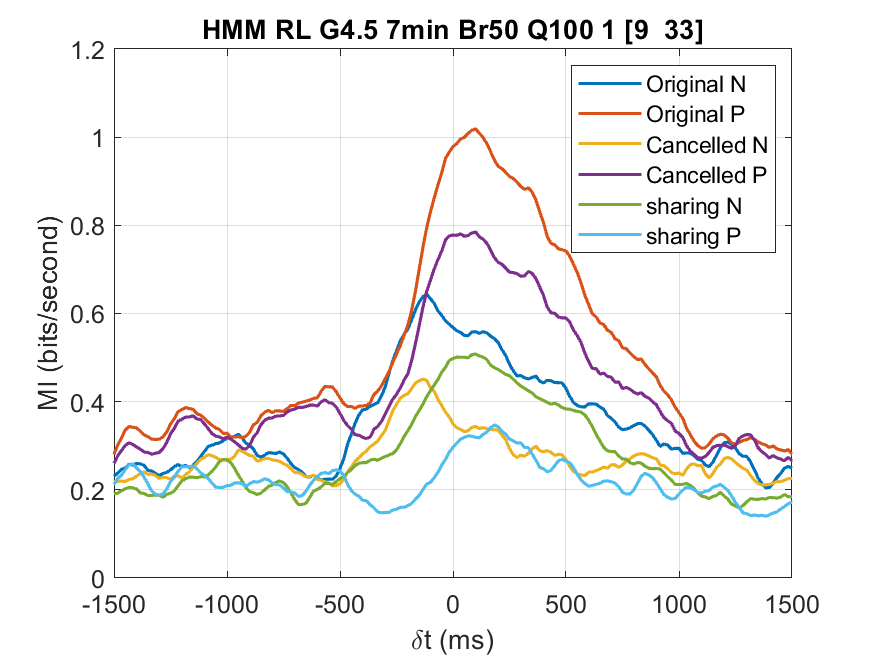 HMM RL G4.5 7min Br50 Q100 1 [9  33]
Original N
Original P
Cancelled N
Cancelled P
sharing N
sharing P
MI (bits/second)
1.2
1
0.8
0.6
0.4
0.2
0
-1500 -1000 -500 0 500 1000 1500
δt (ms)